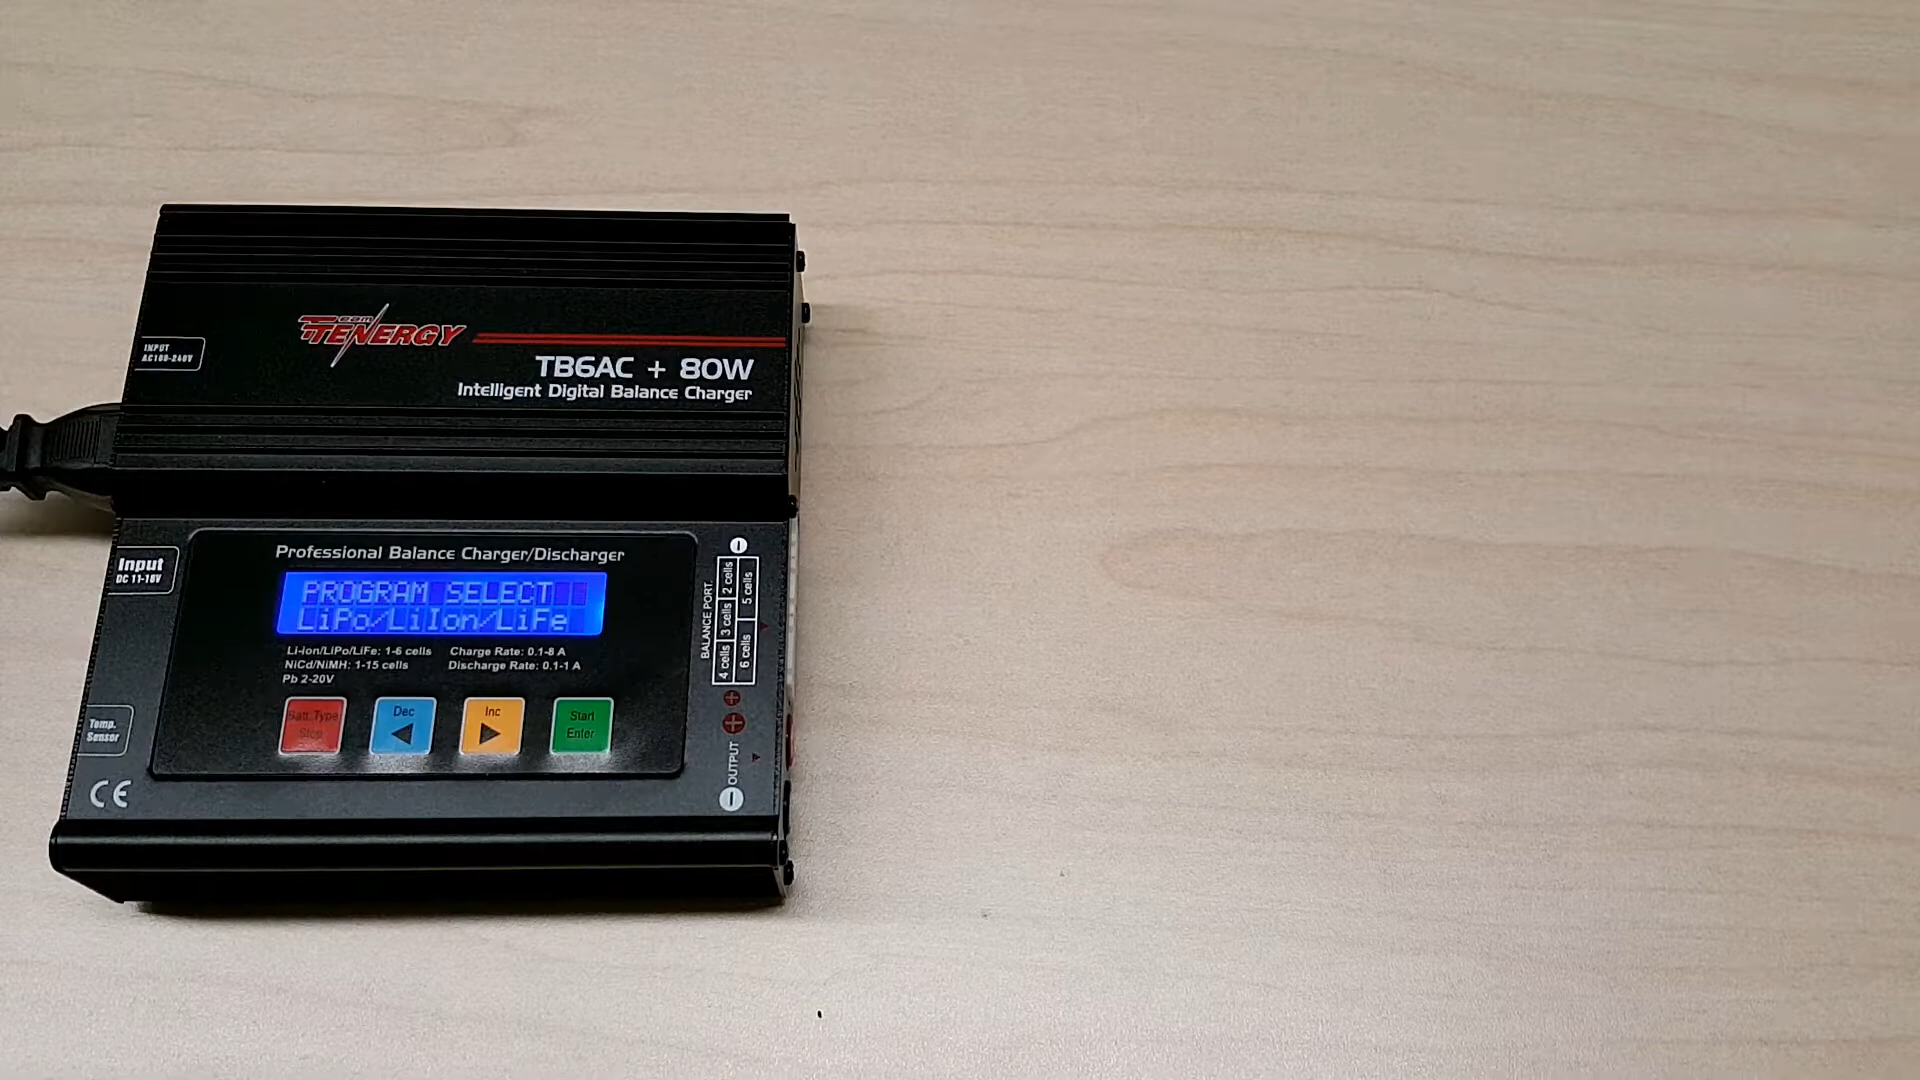 Team
TENERGY
INPUT
AC100-240V
TB6AC + 80W
Intelligent Digital Balance Charger
Professional Balance Charger/Discharger
Input
DC 11-18V
PROGRAM SELECT
LiPo/LiIon/LiFe
Li-ion/LiPo/LiFe: 1-6 cells Charge Rate: 0.1-8 A
NiCd/NiMH: 1-15 cells Discharge Rate: 0.1-1 A
Pb 2-20V
Batt. Type
Stop
Dec
Inc
Start
Enter
Temp.
Sensor
CE
BALANCE PORT
2 cells
3 cells
4 cells
5 cells
6 cells
OUTPUT